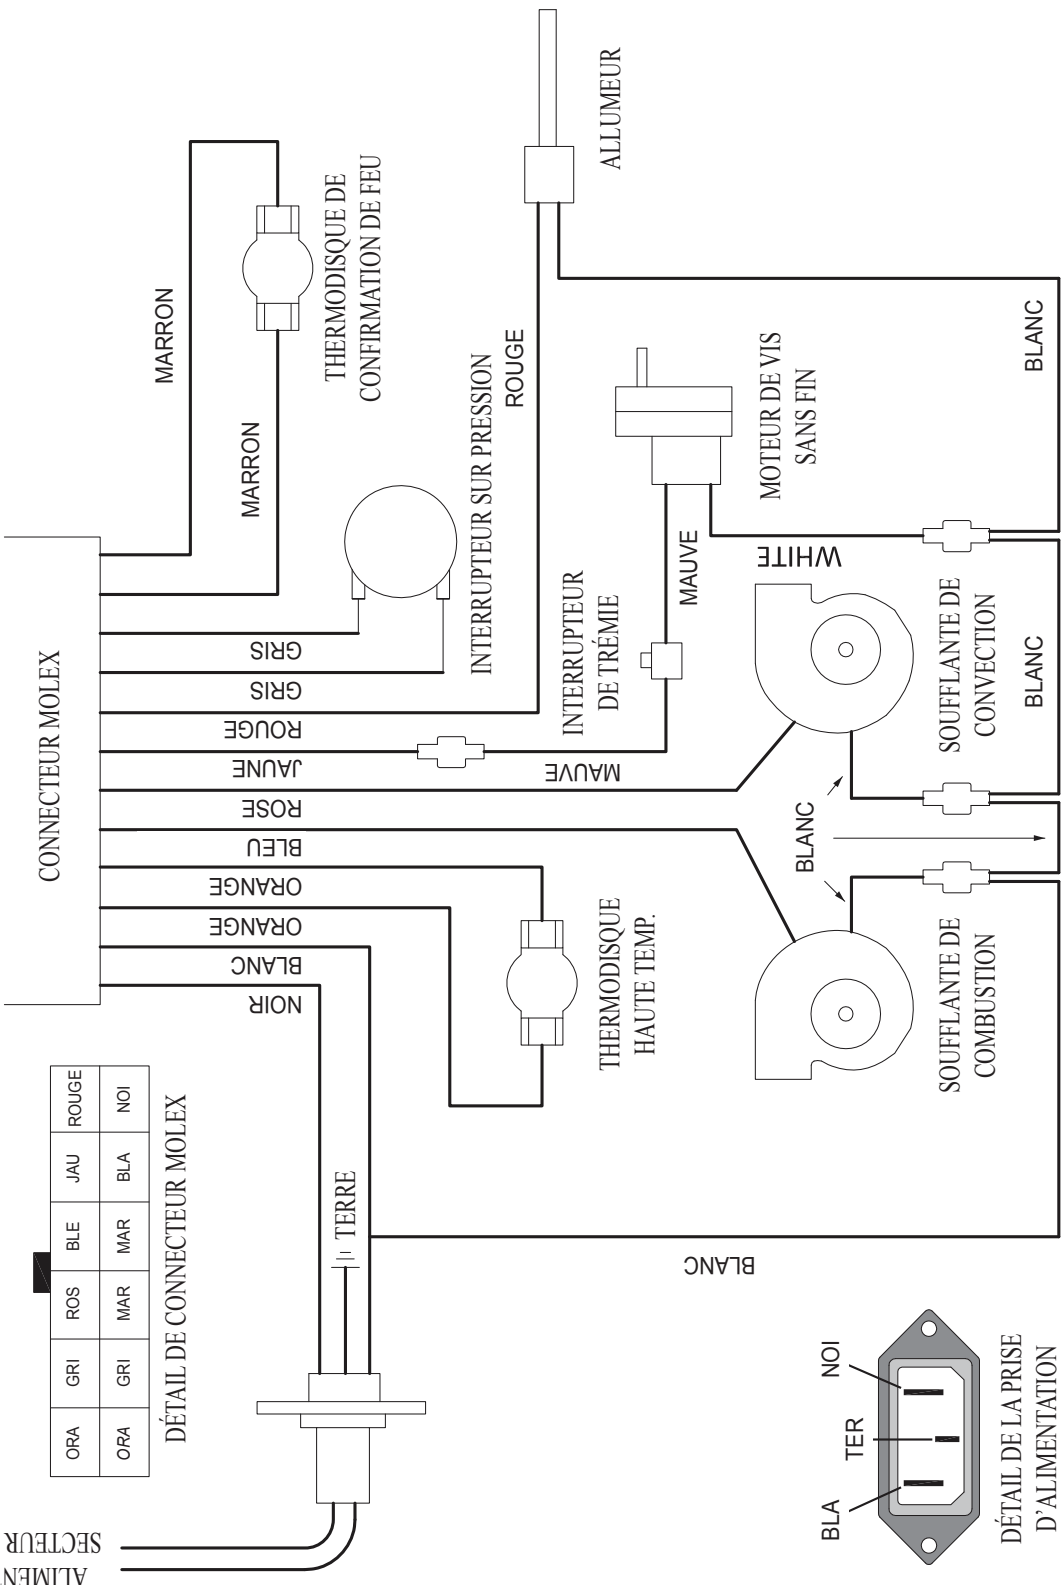 CONNECTEUR MOLEX
MARRON
MARRON
THERMODISQUE DE
CONFIRMATION DE FEU
GRIS
GRIS
ROUGE
JAUNE
ROSE
BLEU
ORANGE
ORANGE
BLANC
NOIR
INTERRUPTEUR SUR PRESSION
ROUGE
ALLUMEUR
INTERRUPTEUR
DE TRÉMIE
MAUVE
MAUVE
MOTEUR DE VIS
SANS FIN
WHITE
BLANC
SOUFFLANTE DE
CONVECTION
BLANC
BLANC
THERMODISQUE
HAUTE TEMP.
SOUFFLANTE DE
COMBUSTION
BLANC
ORA GRI ROS BLE JAU ROUGE
ORA GRI MAR MAR BLA NOI
DÉTAIL DE CONNECTEUR MOLEX
TERRE
ALIMEN
SECTEUR
BLA
TER
NOI
DÉTAIL DE LA PRISE
D'ALIMENTATION